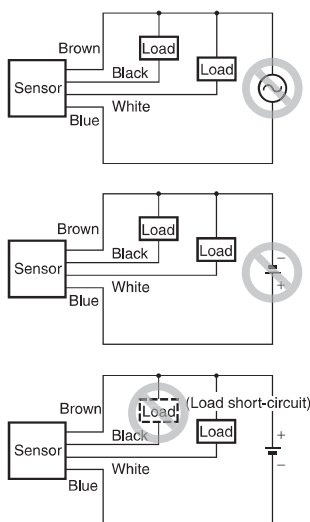 Brown
Load
Black
Load
Sensor
White
Blue
Brown
Load
Black
Load
−
Sensor
+
White
Blue
Brown
Load
(Load short-circuit)
Black
Load
+
Sensor
−
White
Blue